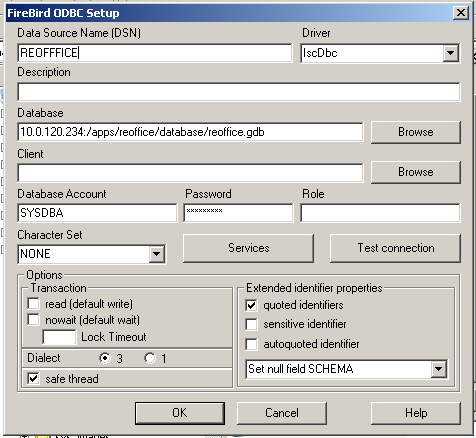 FireBird ODBC Setup
Data Source Name (DSN)
Driver
REOFFFICE
IscDbc
Description
Database
10.0.120.234:/apps/reoffice/database/reoffice.gdb
Browse
Client
Browse
Database Account
Password
Role
SYSDBA
*********
Character Set
NONE
Services
Test connection
Options
Transaction
read (default write)
nowait (default wait)
Lock Timeout
Dialect
3
1
safe thread
Extended identifier properties
quoted identifiers
sensitive identifier
autoquoted identifier
Set null field SCHEMA
OK
Cancel
Help